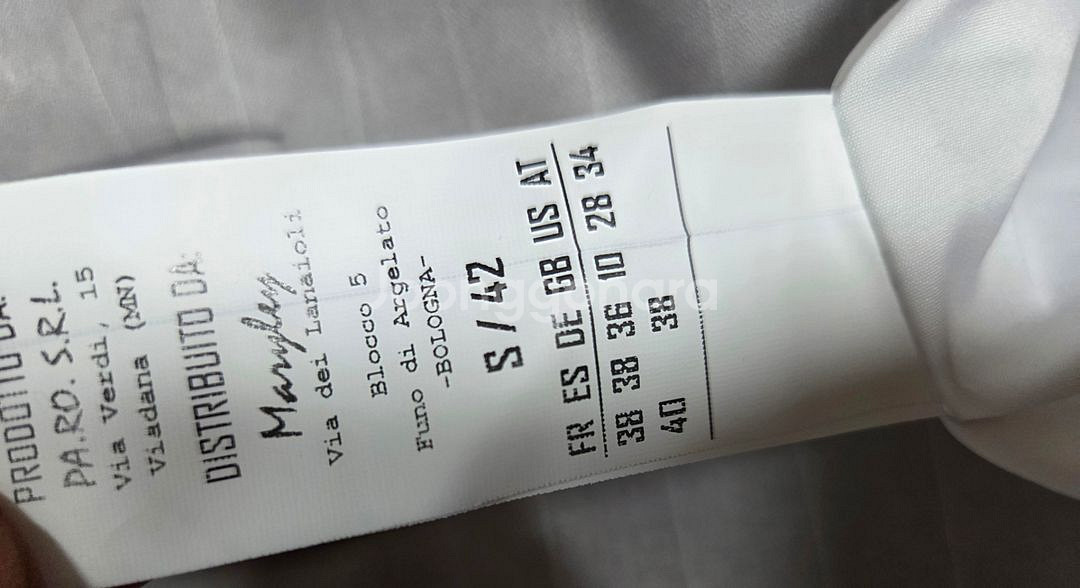 PRODOTTO DA:
PA.RO. S.R.L.
Via Verdi, 15
Viadana (MN)
DISTRIBUITO DA:
Maryley
Via dei Lanaioli
Blocco 5
Funo di Argelato
-BOLOGNA-
S / 42
FR ES DE GB US AT
38 38 36 10 28 34
40 38